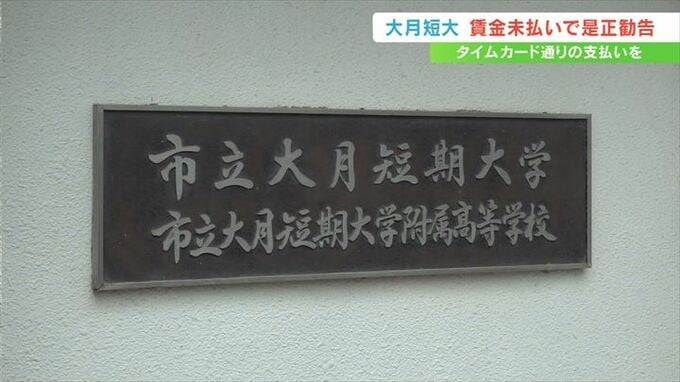 大月短大 賃金未払いで是正勧告
タイムカード通りの支払いを
市立大月短期大学
市立大月短期大学附属高等学校